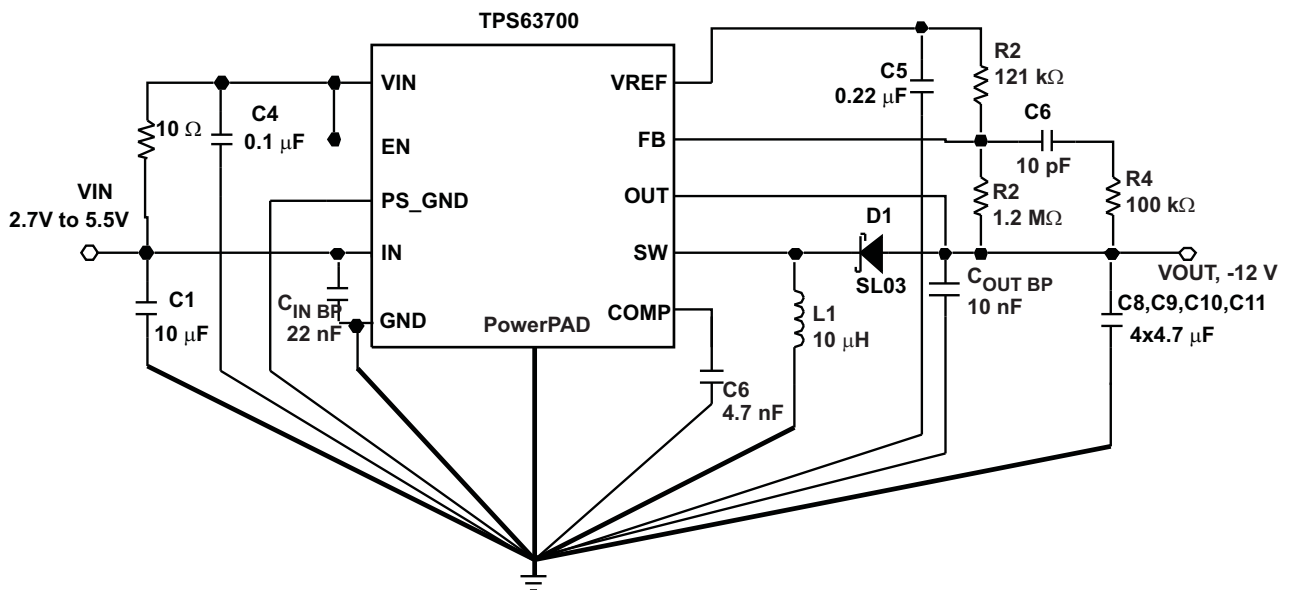 TPS63700
VIN
EN
PS_GND
IN
GND
PowerPAD
VREF
FB
OUT
SW
COMP
10 Ω
C4
0.1 μF
VIN
2.7V to 5.5V
C1
10 μF
C IN BP
22 nF
C5
0.22 μF
R2
121 kΩ
C6
10 pF
R2
1.2 MΩ
R4
100 kΩ
D1
SL03
VOUT, -12 V
C OUT BP
10 nF
C8,C9,C10,C11
4x4.7 μF
L1
10 μH
C6
4.7 nF